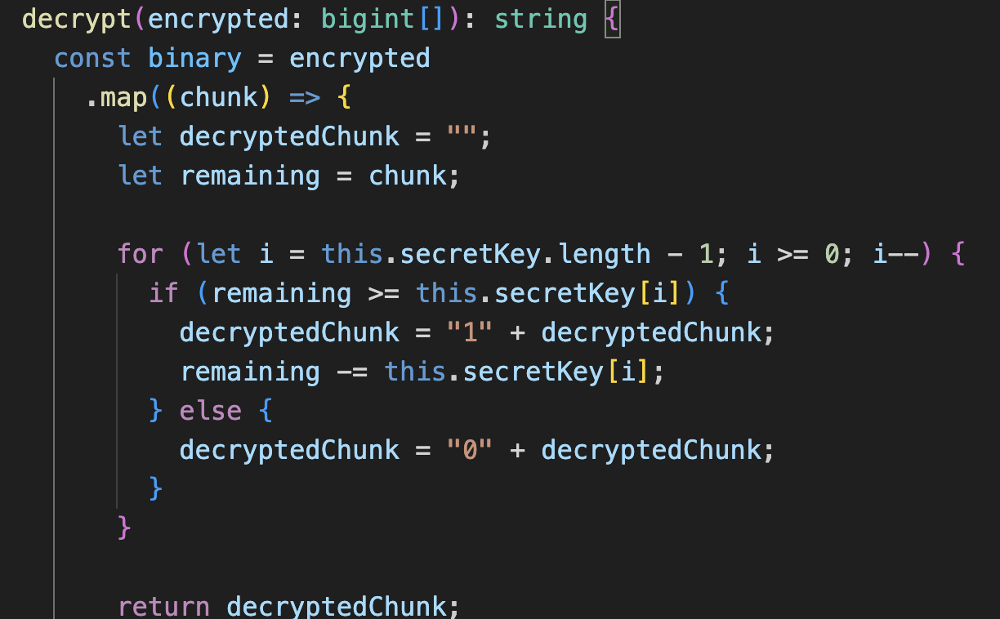 decrypt(encrypted: bigint[]): string {
const binary = encrypted
.map((chunk) => {
let decryptedChunk = "";
let remaining = chunk;
for (let i = this.secretKey.length - 1; i >= 0; i--) {
if (remaining >= this.secretKey[i]) {
decryptedChunk = "1" + decryptedChunk;
remaining -= this.secretKey[i];
} else {
decryptedChunk = "0" + decryptedChunk;
}
}
return decryptedChunk;